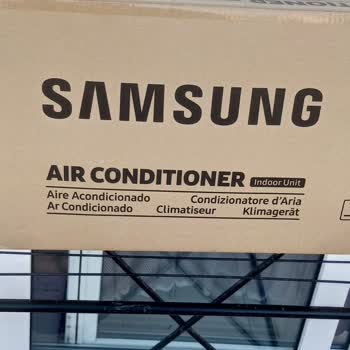 SAMSUNG
AIR CONDITIONER Indoor Unit
Aire Acondicionado Condizionatore d'Aria
Ar Condicionado Climatiseur Klimagerät